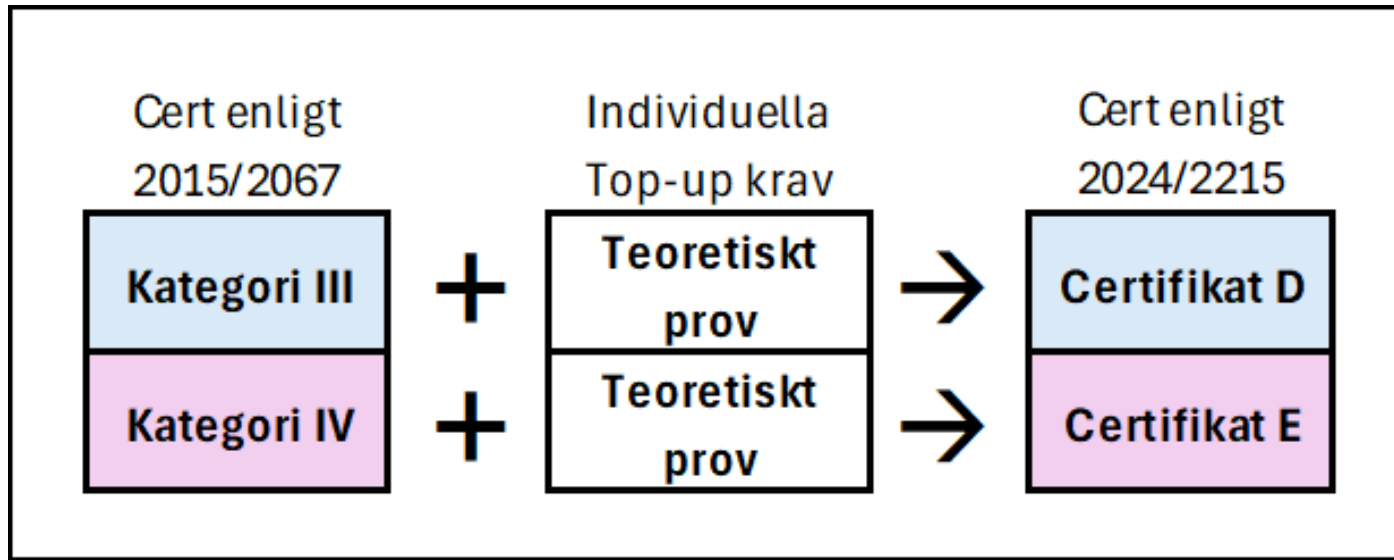 Cert enligt
2015/2067
Individuella
Top-up krav
Cert enligt
2024/2215
Kategori III
+
Teoretiskt
prov
→
Certifikat D
Kategori IV
+
Teoretiskt
prov
→
Certifikat E